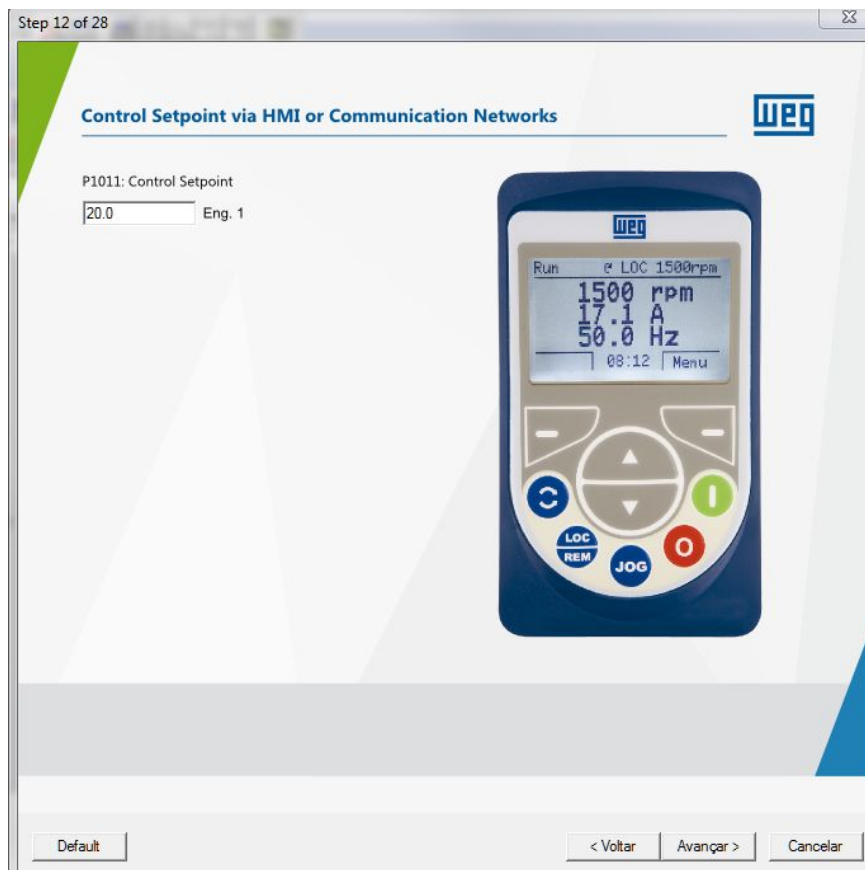 Step 12 of 28
Control Setpoint via HMI or Communication Networks
weg
P1011: Control Setpoint
20.0 Eng. 1
weg
Run @ LOC 1500rpm
1500 rpm
17.1 A
50.0 Hz
08:12 Menu
LOC
REM
JOG
Default
< Voltar
Avançar >
Cancelar